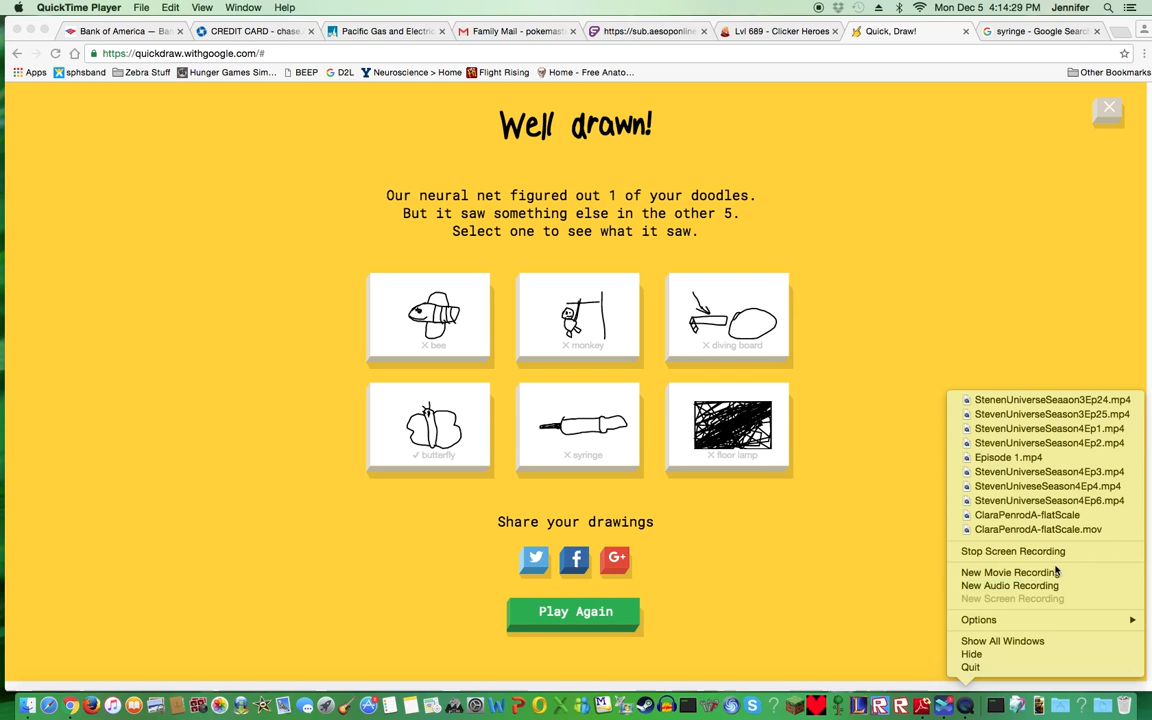 QuickTime Player File Edit View Window Help Mon Dec 5 4:14:29 PM Jennifer
Bank of America — Ban CREDIT CARD - chase. Pacific Gas and Electric Family Mail - pokemast https://sub.aesoponline Lvl 689 - Clicker Heroes Quick, Draw! syringe - Google Search
https://quickdraw.withgoogle.com/#
Apps sphsband Zebra Stuff Hunger Games Sim... BEEP D2L Neuroscience > Home Flight Rising Home - Free Anato... Other Bookmarks
Well drawn!
Our neural net figured out 1 of your doodles.
But it saw something else in the other 5.
Select one to see what it saw.
bee monkey diving board
butterfly syringe floor lamp
Share your drawings
G+
Play Again
StenenUniverseSeaaon3Ep24.mp4
StevenUniverseSeason3Ep25.mp4
StevenUniverseSeason4Ep1.mp4
StevenUniverseSeason4Ep2.mp4
Episode 1.mp4
StevenUniverseSeason4Ep3.mp4
StevenUniveseSeason4Ep4.mp4
StevenUniverseSeason4Ep6.mp4
ClaraPenrodA-flatScale
ClaraPenrodA-flatScale.mov
Stop Screen Recording
New Movie Recording
New Audio Recording
New Screen Recording
Options
Show All Windows
Hide
Quit